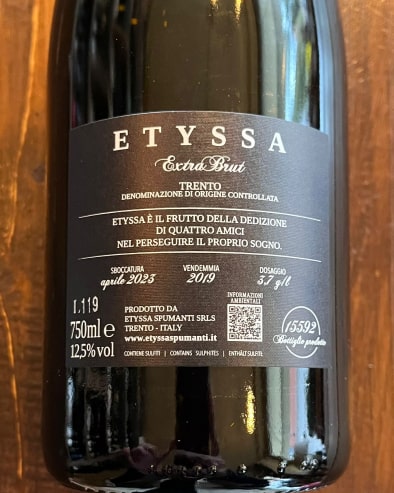 ETYSSA
Extra Brut
TRENTO
DENOMINAZIONE DI ORIGINE CONTROLLATA
ETYSSA È IL FRUTTO DELLA DEDIZIONE
DI QUATTRO AMICI
NEL PERSEGUIRE IL PROPRIO SOGNO.
SBOCCATURA
aprile 2023
VENDEMMIA
2019
DOSAGGIO
3,7 g/l
L.119
750ml e
12,5% vol
PRODOTTO DA
ETYSSA SPUMANTI SRLS
TRENTO - ITALY
www.etyssaspumanti.it
INFORMAZIONI
AMBIENTALI
15592
Bottiglie prodotte
CONTIENE SOLFITI | CONTAINS SULPHITES | ENTHÄLT SULFITE